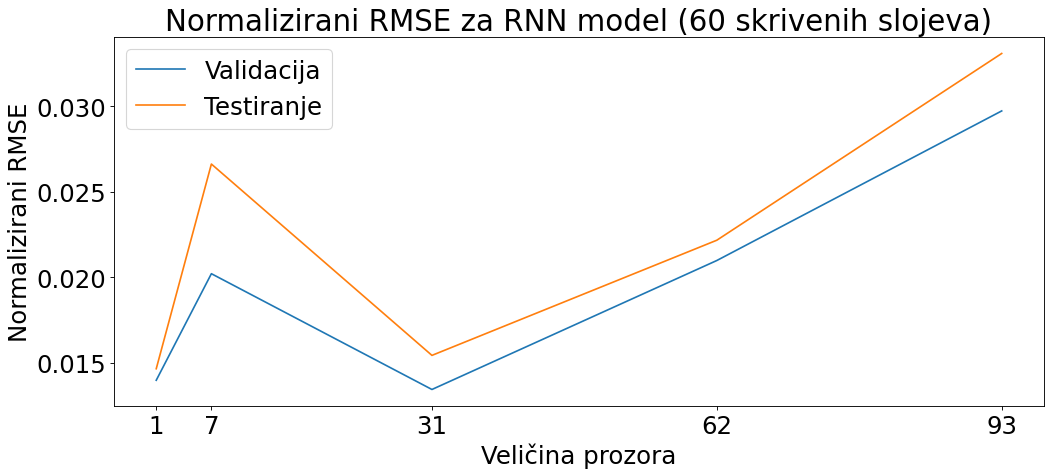 Normalizirani RMSE za RNN model (60 skrivenih slojeva)
Validacija
Testiranje
Normalizirani RMSE
0.030
0.025
0.020
0.015
1 7 31 62 93
Veličina prozora